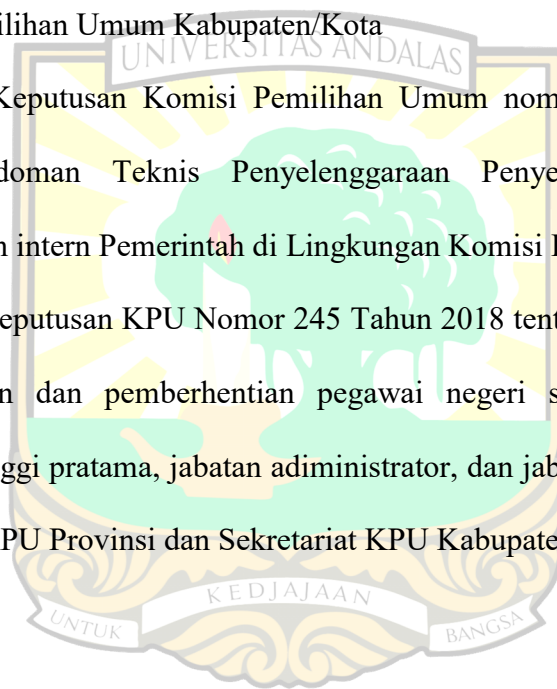 ilihan Umum Kabupaten/Kota
UNIVERSITAS ANDALAS
Keputusan Komisi Pemilihan Umum nom
doman Teknis Penyelenggaraan Penye
n intern Pemerintah di Lingkungan Komisi
eputusan KPU Nomor 245 Tahun 2018 tent
n dan pemberhentian pegawai negeri s
ggi pratama, jabatan adiministrator, dan jab
PU Provinsi dan Sekretariat KPU Kabupate
KEDJAJAAN
UNTUK BANGSA